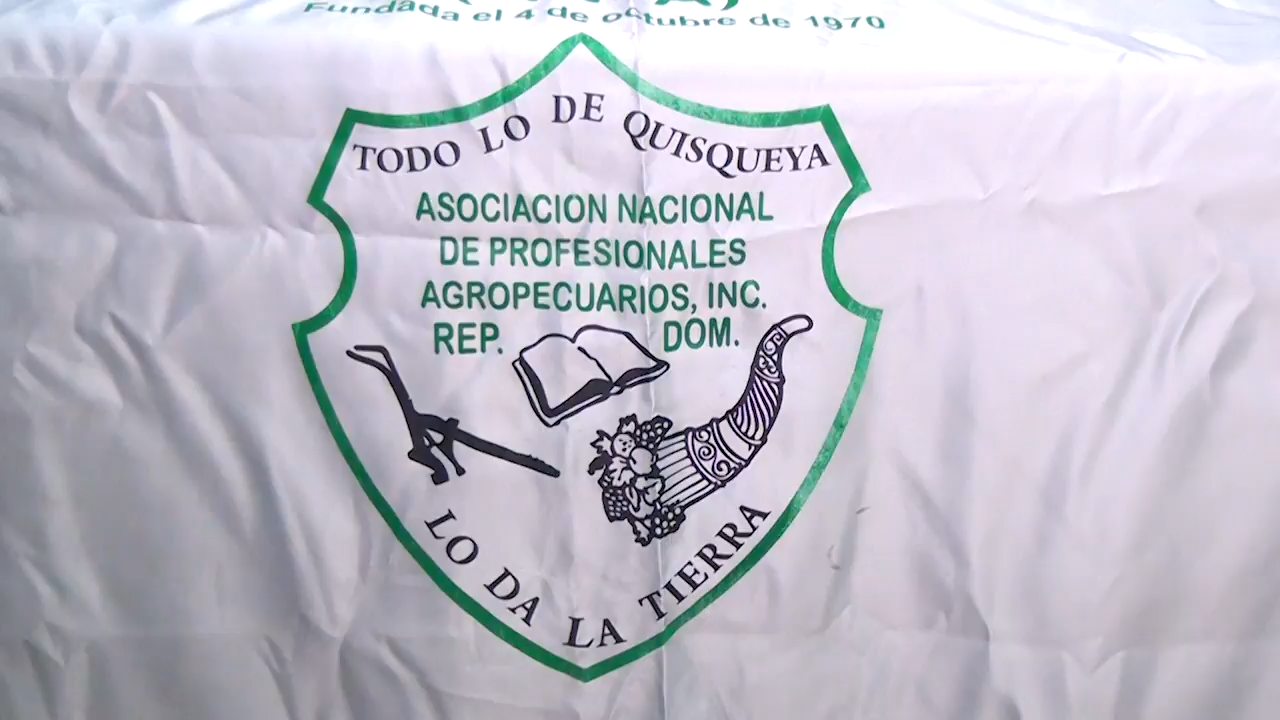 Fundada el 4 de octubre de 1970
TODO LO DE QUISQUEYA
ASOCIACION NACIONAL
DE PROFESIONALES
AGROPECUARIOS, INC.
REP. DOM.
LO DA LA TIERRA